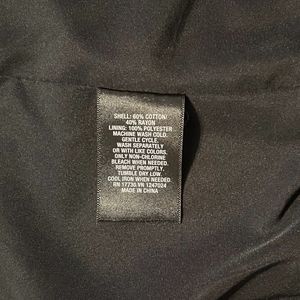 SHELL: 60% COTTON/
40% RAYON
LINING: 100% POLYESTER
MACHINE WASH COLD.
GENTLE CYCLE.
WASH SEPARATELY
OR WITH LIKE COLORS.
ONLY NON-CHLORINE
BLEACH WHEN NEEDED.
REMOVE PROMPTLY.
TUMBLE DRY LOW.
COOL IRON WHEN NEEDED.
RN 17730 VN 1247024
MADE IN CHINA